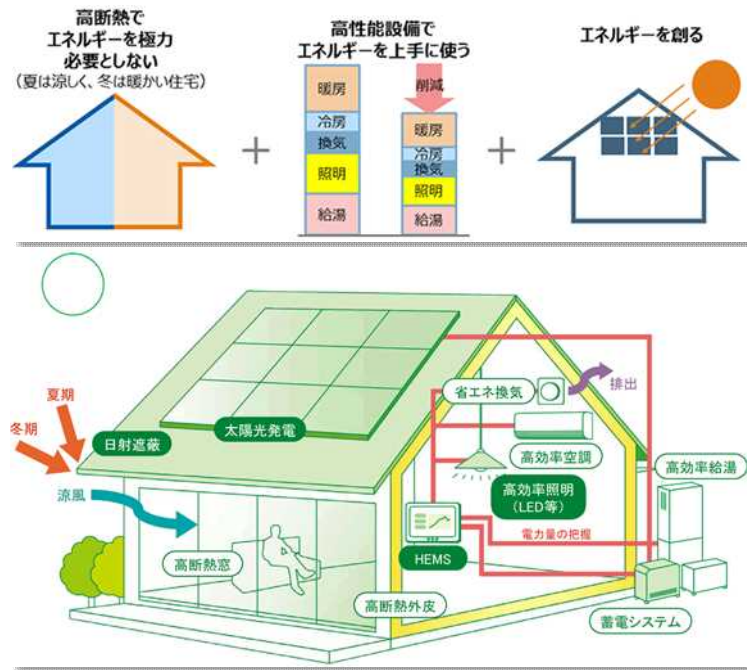 高断熱で
エネルギーを極力
必要としない
（夏は涼しく、冬は暖かい住宅）
高性能設備で
エネルギーを上手に使う
エネルギーを創る
暖房
冷房
換気
照明
給湯
削減
暖房
冷房
換気
照明
給湯
夏期
冬期
日射遮蔽
太陽光発電
涼風
高断熱窓
省エネ換気
排出
高効率空調
高効率照明
（LED等）
高効率給湯
電力量の把握
HEMS
高断熱外皮
蓄電システム